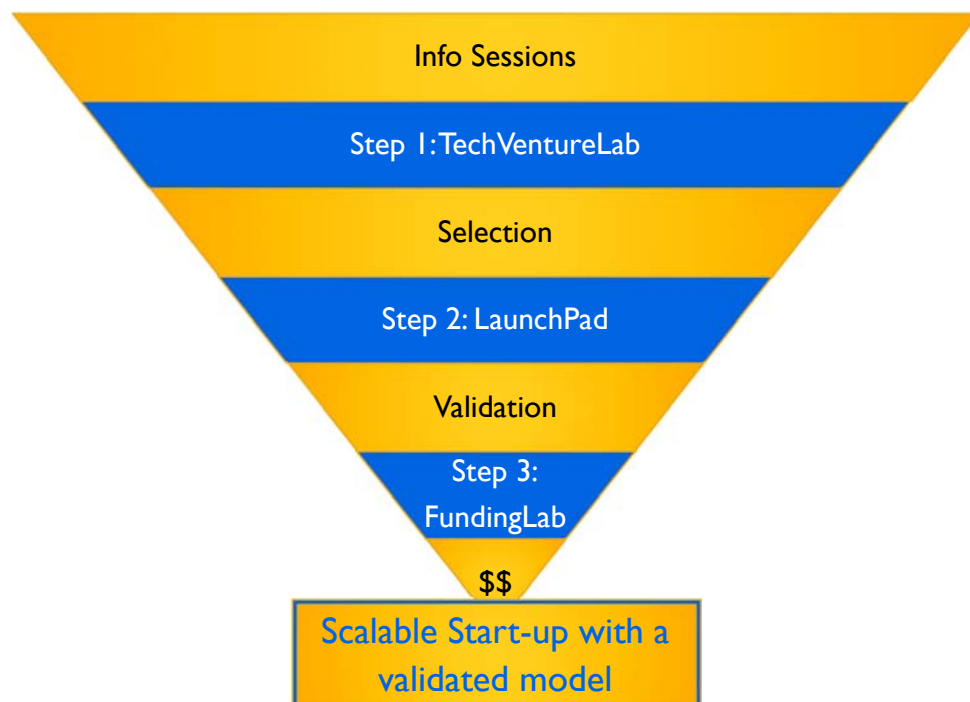 Info Sessions
Step 1: TechVentureLab
Selection
Step 2: LaunchPad
Validation
Step 3:
FundingLab
$$
Scalable Start-up with a
validated model